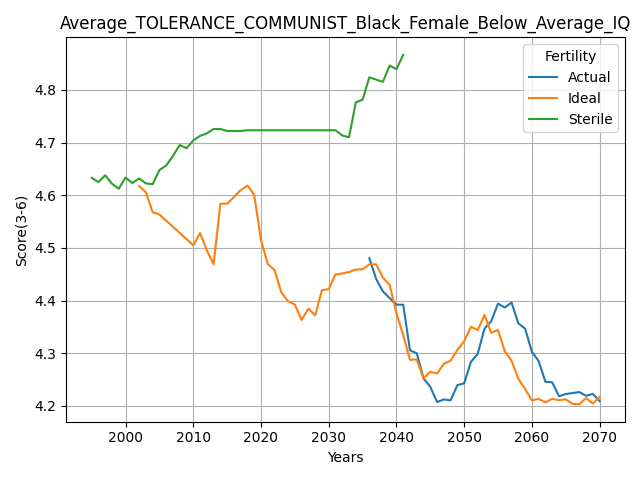 Average_TOLERANCE_COMMUNIST_Black_Female_Below_Average_IQ
Fertility
Actual
Ideal
Sterile
Score(3-6)
4.8
4.7
4.6
4.5
4.4
4.3
4.2
2000 2010 2020 2030 2040 2050 2060 2070
Years